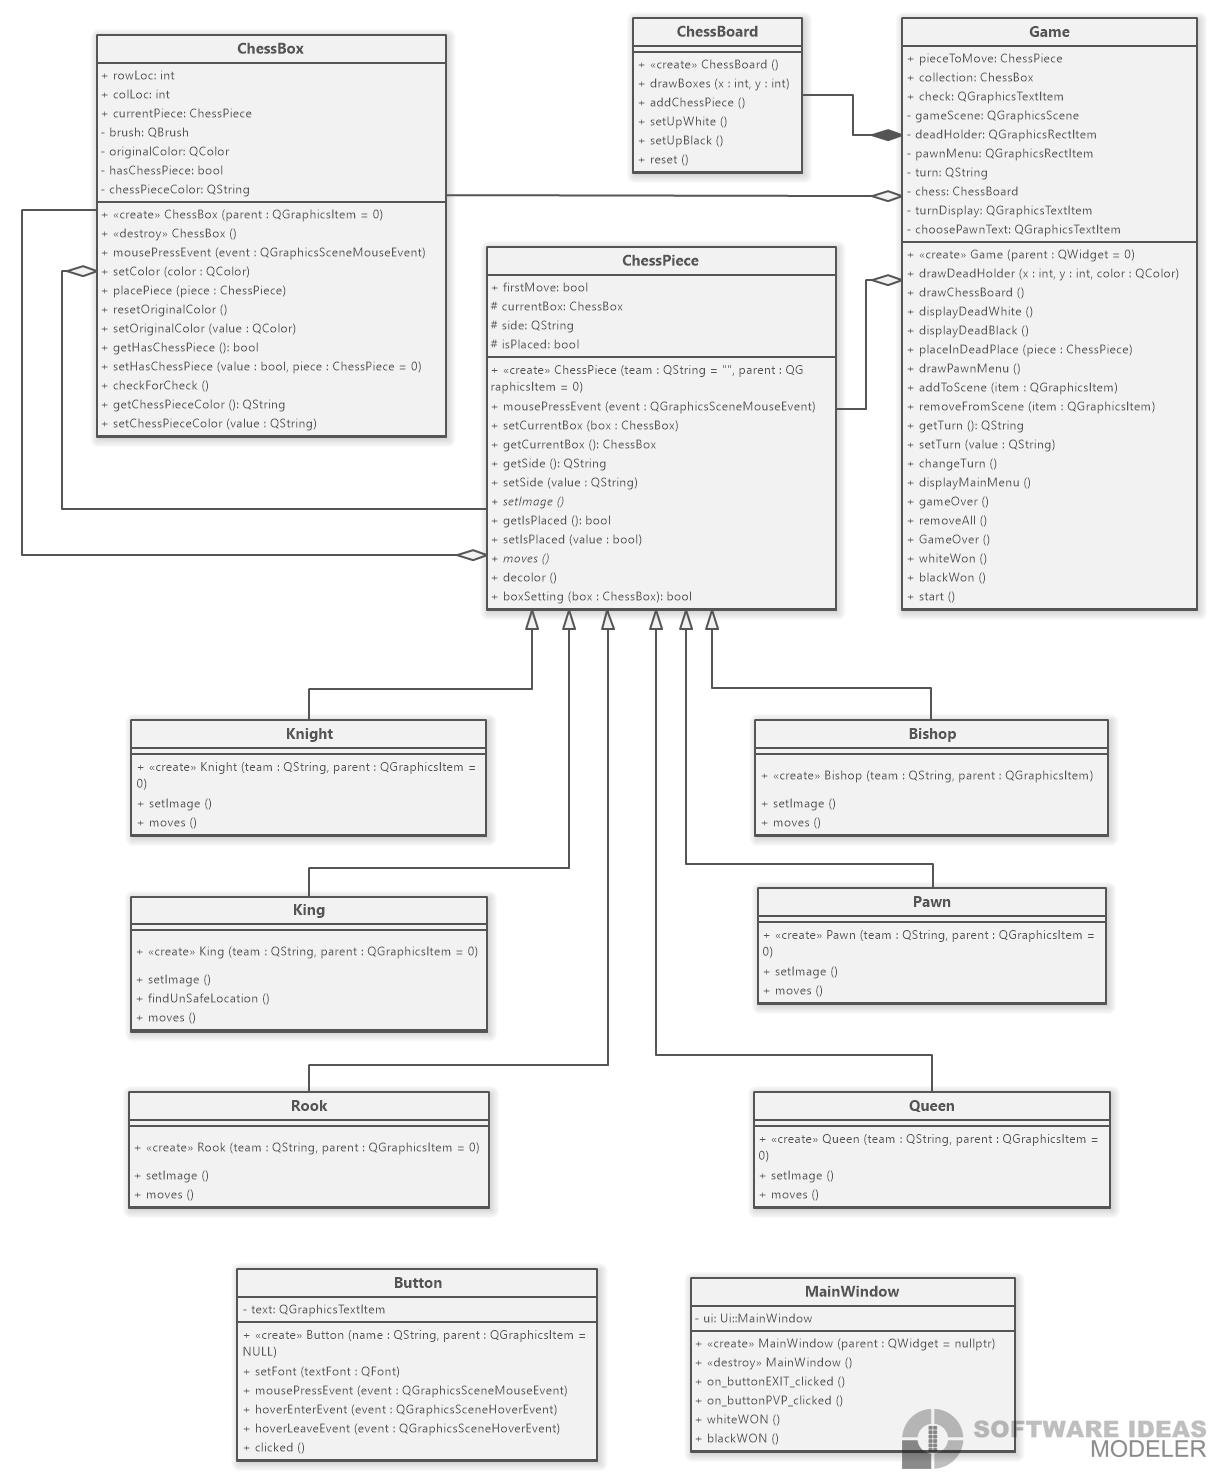 ChessBox
+ rowLoc: int
+ colLoc: int
+ currentPiece: ChessPiece
- brush: QBrush
- originalColor: QColor
- hasChessPiece: bool
- chessPieceColor: QString
+ «create» ChessBox (parent : QGraphicsItem = 0)
+ «destroy» ChessBox ()
+ mousePressEvent (event : QGraphicsSceneMouseEvent)
+ setColor (color : QColor)
+ placePiece (piece : ChessPiece)
+ resetOriginalColor ()
+ setOriginalColor (value : QColor)
+ getHasChessPiece (): bool
+ setHasChessPiece (value : bool, piece : ChessPiece = 0)
+ checkForCheck ()
+ getChessPieceColor (): QString
+ setChessPieceColor (value : QString)
ChessBoard
+ «create» ChessBoard ()
+ drawBoxes (x : int, y : int)
+ addChessPiece ()
+ setUpWhite ()
+ setUpBlack ()
+ reset ()
Game
+ pieceToMove: ChessPiece
+ collection: ChessBox
+ check: QGraphicsTextItem
- gameScene: QGraphicsScene
- deadHolder: QGraphicsRectItem
- pawnMenu: QGraphicsRectItem
- turn: QString
- chess: ChessBoard
- turnDisplay: QGraphicsTextItem
- choosePawnText: QGraphicsTextItem
+ «create» Game (parent : QWidget = 0)
+ drawDeadHolder (x : int, y : int, color : QColor)
+ drawChessBoard ()
+ displayDeadWhite ()
+ displayDeadBlack ()
+ placeInDeadPlace (piece : ChessPiece)
+ drawPawnMenu ()
+ addToScene (item : QGraphicsItem)
+ removeFromScene (item : QGraphicsItem)
+ getTurn (): QString
+ setTurn (value : QString)
+ changeTurn ()
+ displayMainMenu ()
+ gameOver ()
+ removeAll ()
+ GameOver ()
+ whiteWon ()
+ blackWon ()
+ start ()
ChessPiece
+ firstMove: bool
# currentBox: ChessBox
# side: QString
# isPlaced: bool
+ «create» ChessPiece (team : QString = "", parent : QG
raphicsItem = 0)
+ mousePressEvent (event : QGraphicsSceneMouseEvent)
+ setCurrentBox (box : ChessBox)
+ getCurrentBox (): ChessBox
+ getSide (): QString
+ setSide (value : QString)
+ setImage ()
+ getIsPlaced (): bool
+ setIsPlaced (value : bool)
+ moves ()
+ decolor ()
+ boxSetting (box : ChessBox): bool
Knight
+ «create» Knight (team : QString, parent : QGraphicsItem =
0)
+ setImage ()
+ moves ()
Bishop
+ «create» Bishop (team : QString, parent : QGraphicsItem)
+ setImage ()
+ moves ()
King
+ «create» King (team : QString, parent : QGraphicsItem = 0)
+ setImage ()
+ findUnSafeLocation ()
+ moves ()
Pawn
+ «create» Pawn (team : QString, parent : QGraphicsItem =
0)
+ setImage ()
+ moves ()
Rook
+ «create» Rook (team : QString, parent : QGraphicsItem = 0)
+ setImage ()
+ moves ()
Queen
+ «create» Queen (team : QString, parent : QGraphicsItem =
0)
+ setImage ()
+ moves ()
Button
- text: QGraphicsTextItem
+ «create» Button (name : QString, parent : QGraphicsItem =
NULL)
+ setFont (textFont : QFont)
+ mousePressEvent (event : QGraphicsSceneMouseEvent)
+ hoverEnterEvent (event : QGraphicsSceneHoverEvent)
+ hoverLeaveEvent (event : QGraphicsSceneHoverEvent)
+ clicked ()
MainWindow
- ui: Ui::MainWindow
+ «create» MainWindow (parent : QWidget = nullptr)
+ «destroy» MainWindow ()
+ on_buttonEXIT_clicked ()
+ on_buttonPVP_clicked ()
+ whiteWON ()
+ blackWON ()
SOFTWARE IDEAS
MODELER